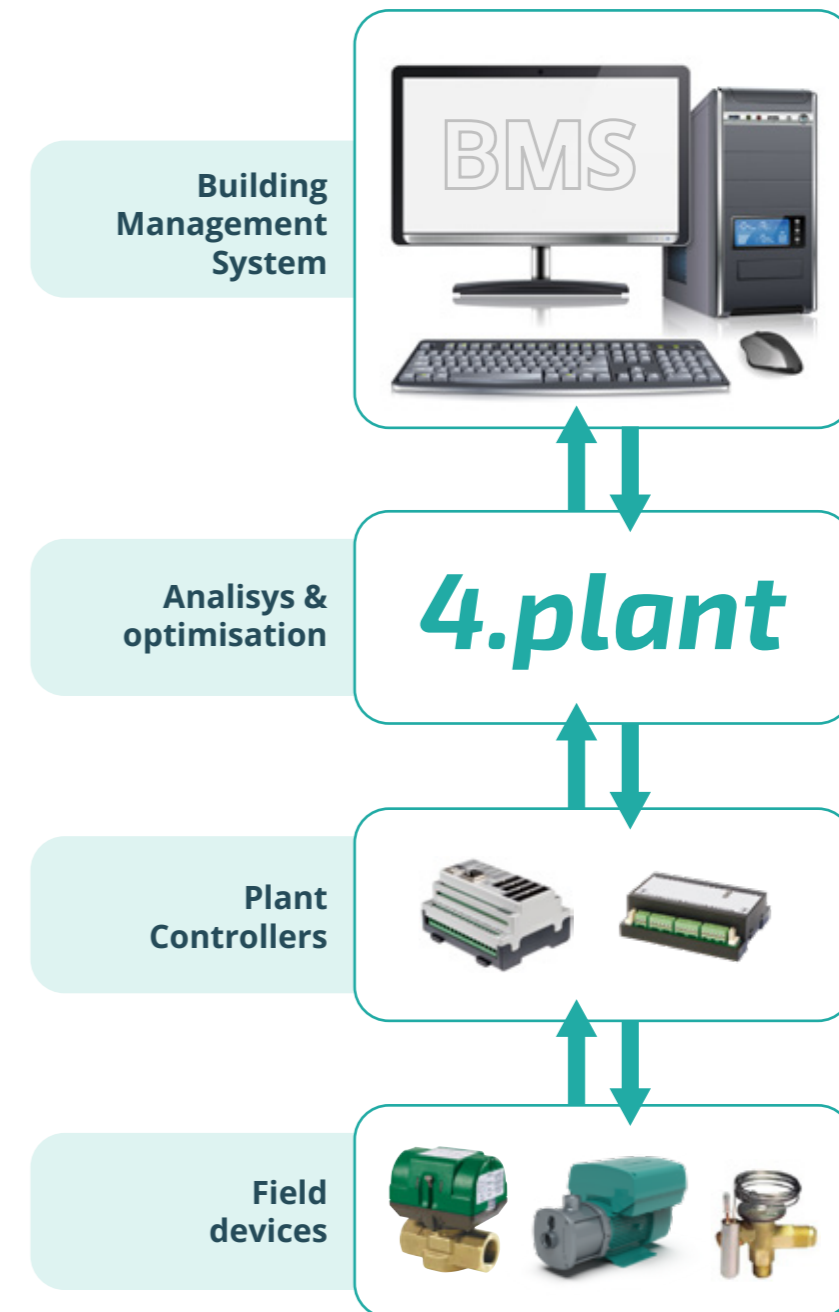 Building
Management
System
BMS
Analisys &
optimisation
4.plant
Plant
Controllers
Field
devices